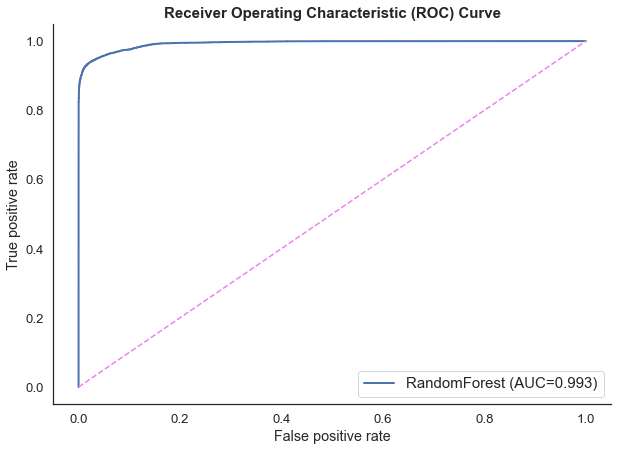 Receiver Operating Characteristic (ROC) Curve
1.0
0.8
0.6
0.4
0.2
0.0
True positive rate
RandomForest (AUC=0.993)
0.0 0.2 0.4 0.6 0.8 1.0
False positive rate